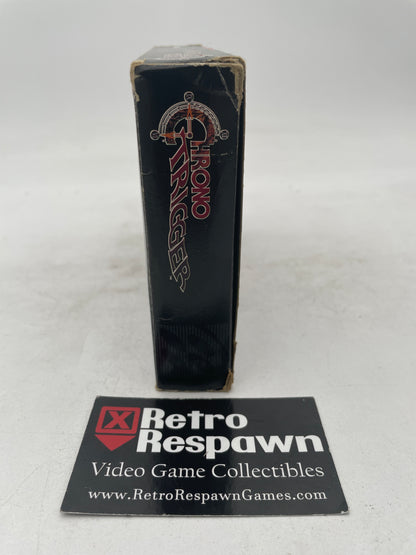 CHRONO
TRIGGER
Retro
Respawn
Video Game Collectibles
www.RetroRespawnGames.com